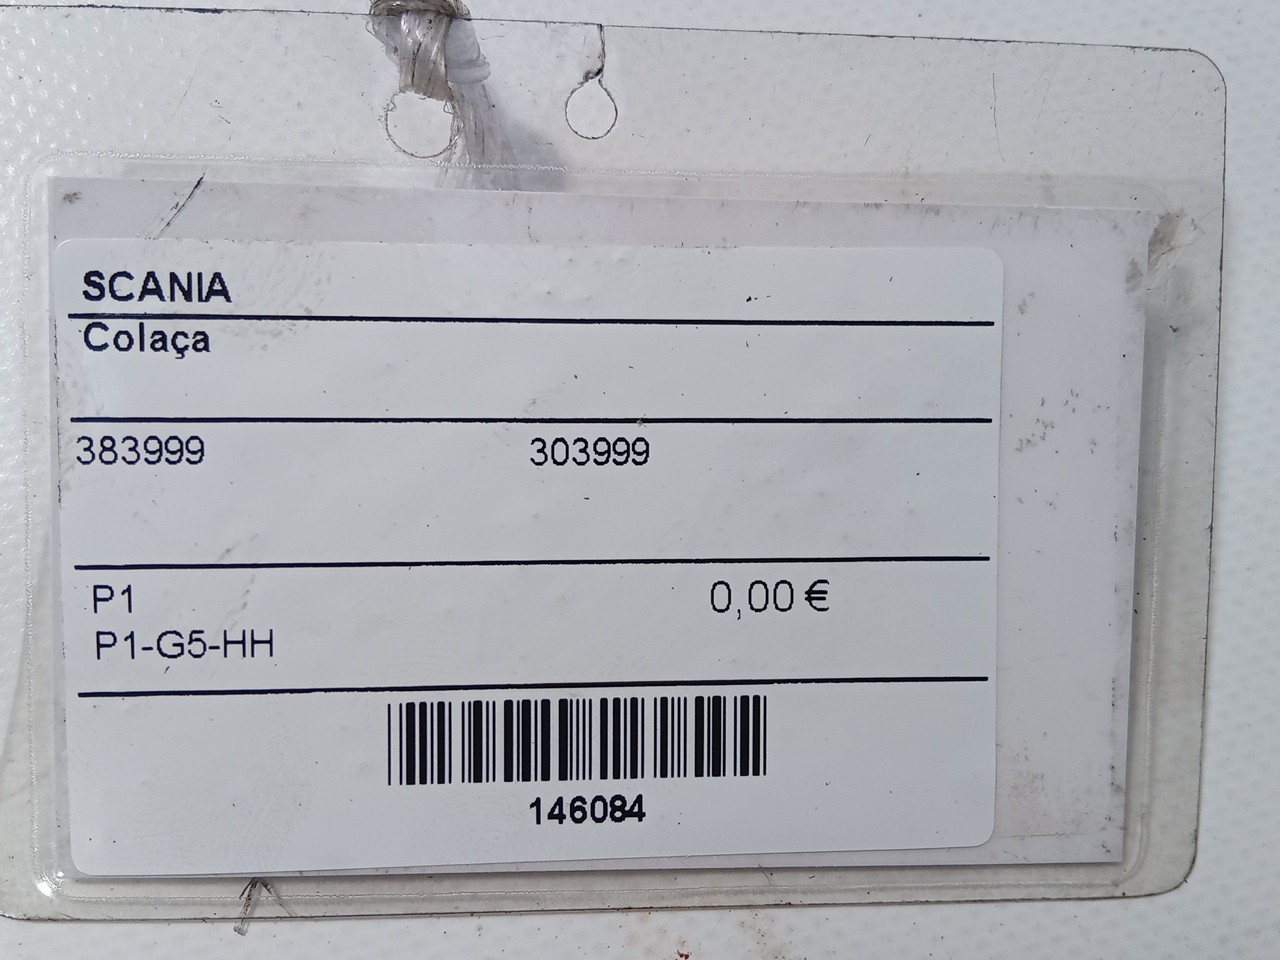 SCANIA
Colaça
383999 303999
P1 0,00 €
P1-G5-HH
146084